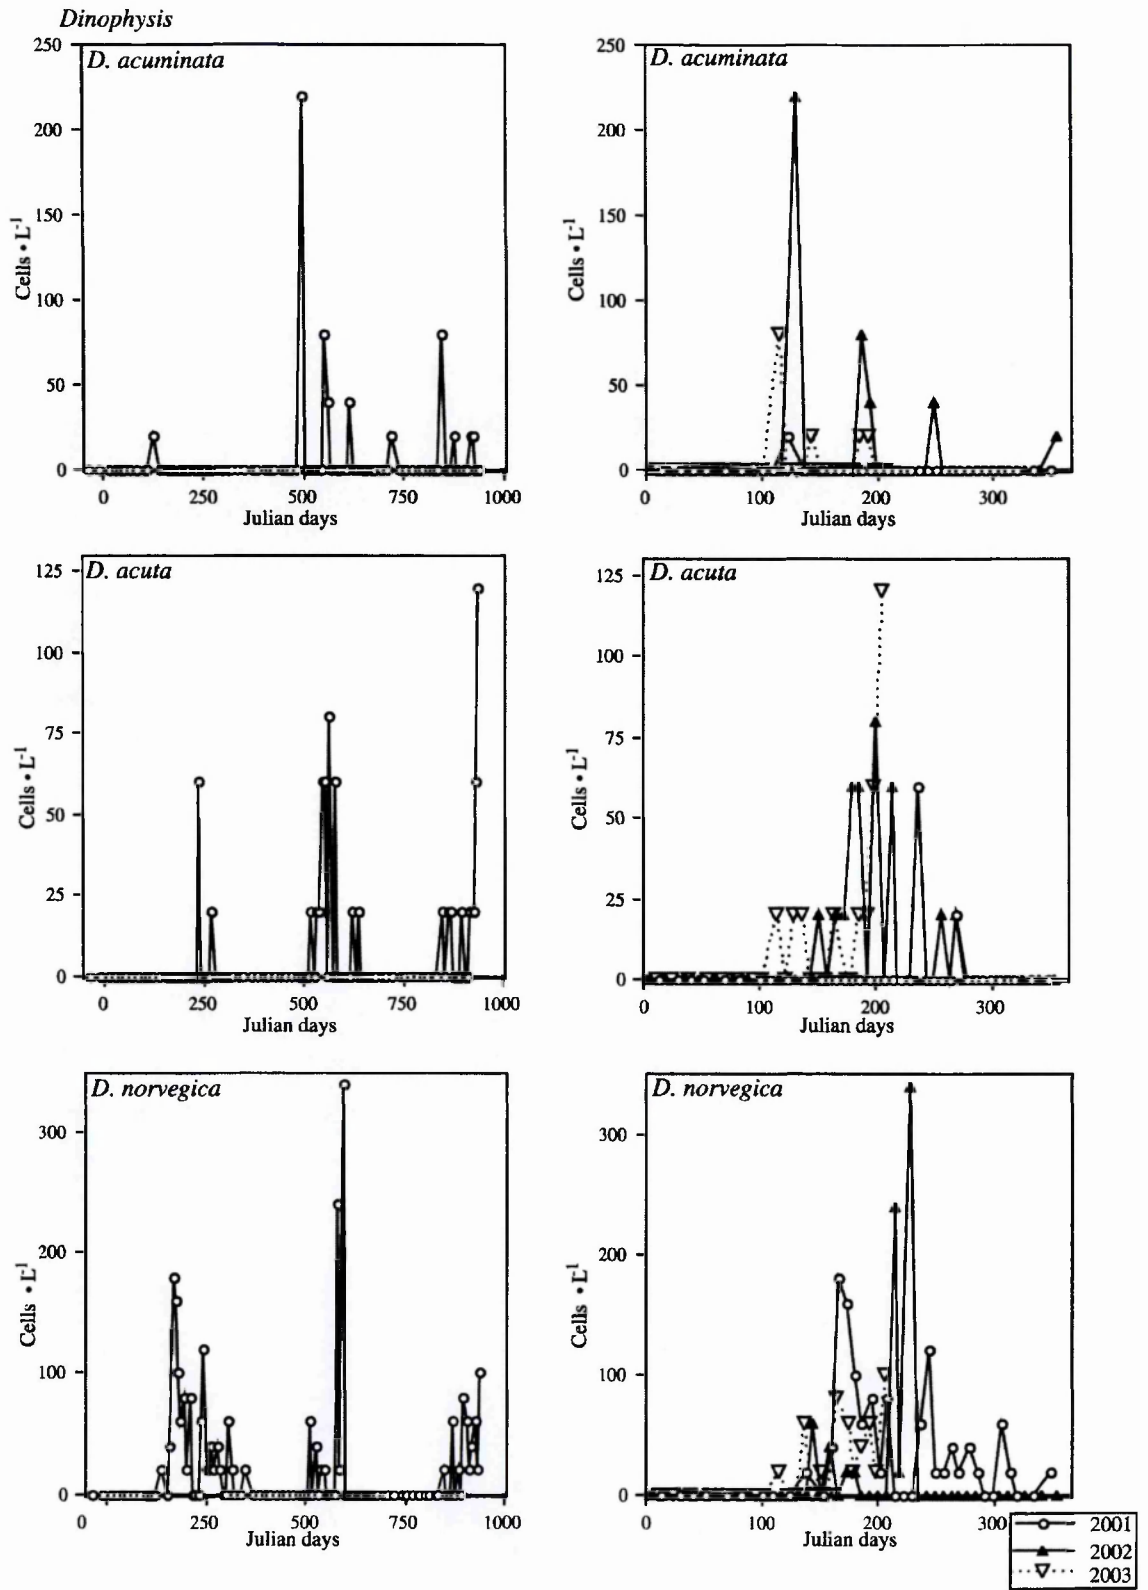 Dinophysis
D. acuminata
250
200
150
100
50
0
Cells • L-1
0 250 500 750 1000
Julian days
D. acuminata
250
200
150
100
50
0
Cells • L-1
0 100 200 300
Julian days
D. acuta
125
100
75
50
25
0
Cells • L-1
0 250 500 750 1000
Julian days
D. acuta
125
100
75
50
25
0
Cells • L-1
0 100 200 300
Julian days
D. norvegica
300
200
100
0
Cells • L-1
0 250 500 750 1000
Julian days
D. norvegica
300
200
100
0
Cells • L-1
0 100 200 300
Julian days
2001
2002
2003